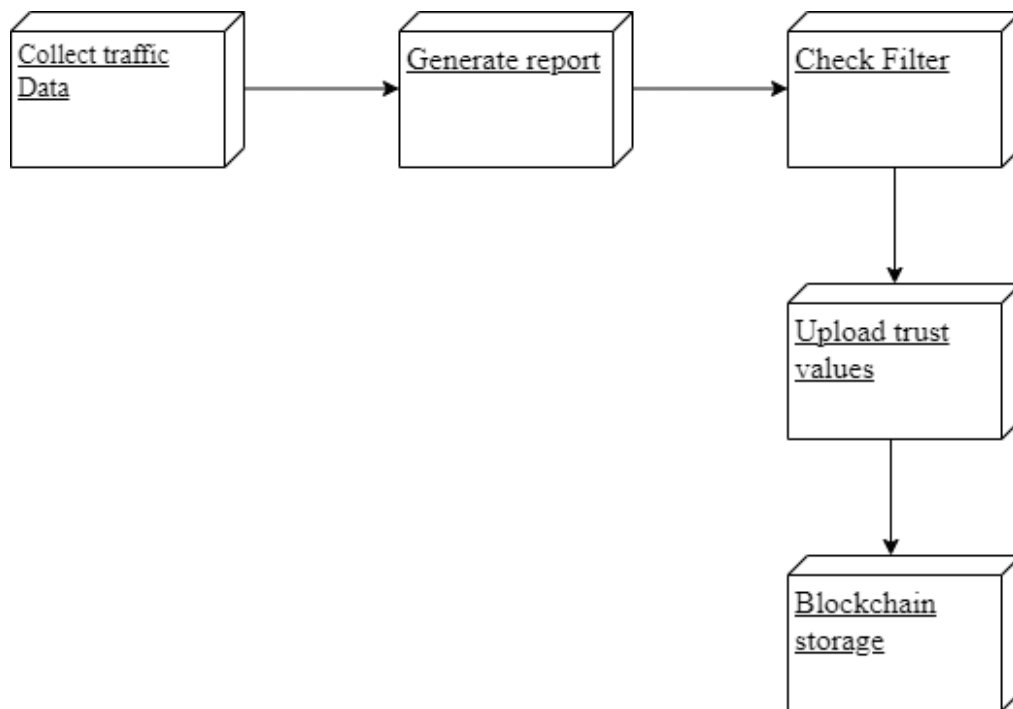 Collect traffic
Data
Generate report
Check Filter
Upload trust
values
Blockchain
storage